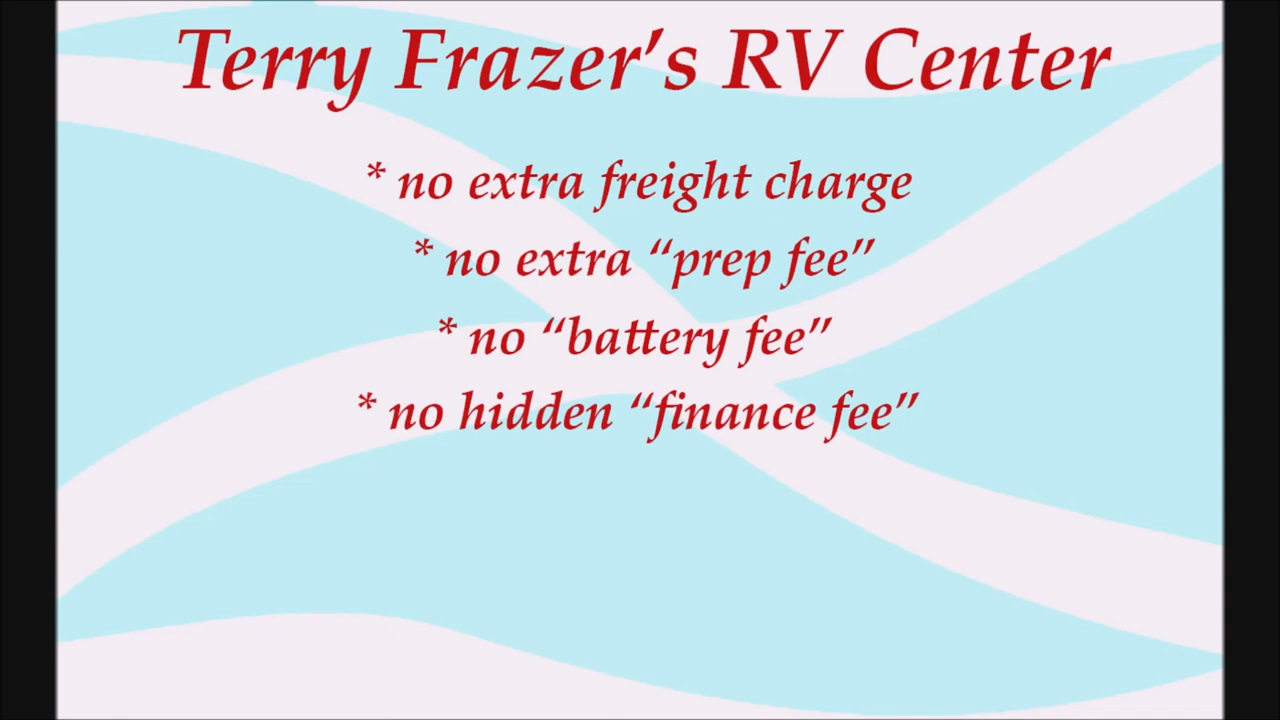 Terry Frazer’s RV Center
* no extra freight charge
* no extra “prep fee”
* no “battery fee”
* no hidden “finance fee”